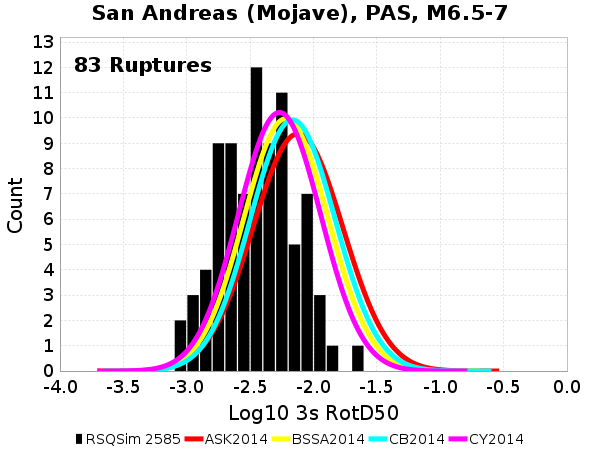 San Andreas (Mojave), PAS, M6.5-7
83 Ruptures
Count
13
12
11
10
9
8
7
6
5
4
3
2
1
0
-4.0 -3.5 -3.0 -2.5 -2.0 -1.5 -1.0 -0.5 0.0
Log10 3s RotD50
RSQSim 2585 ASK2014 BSSA2014 CB2014 CY2014